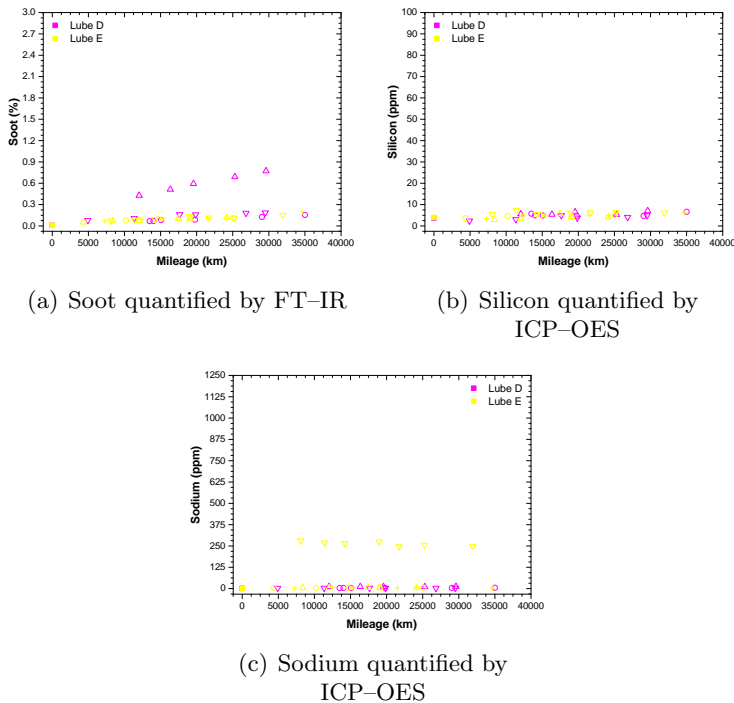 3.0
2.7
2.4
2.1
1.8
1.5
1.2
0.9
0.6
0.3
0.0
Soot (%)
Lube D
Lube E
0 5000 10000 15000 20000 25000 30000 35000 40000
Mileage (km)
(a) Soot quantified by FT–IR
100
90
80
70
60
50
40
30
20
10
0
Silicon (ppm)
Lube D
Lube E
0 5000 10000 15000 20000 25000 30000 35000 40000
Mileage (km)
(b) Silicon quantified by
ICP–OES
1250
1125
1000
875
750
625
500
375
250
125
0
Sodium (ppm)
Lube D
Lube E
0 5000 10000 15000 20000 25000 30000 35000 40000
Mileage (km)
(c) Sodium quantified by
ICP–OES